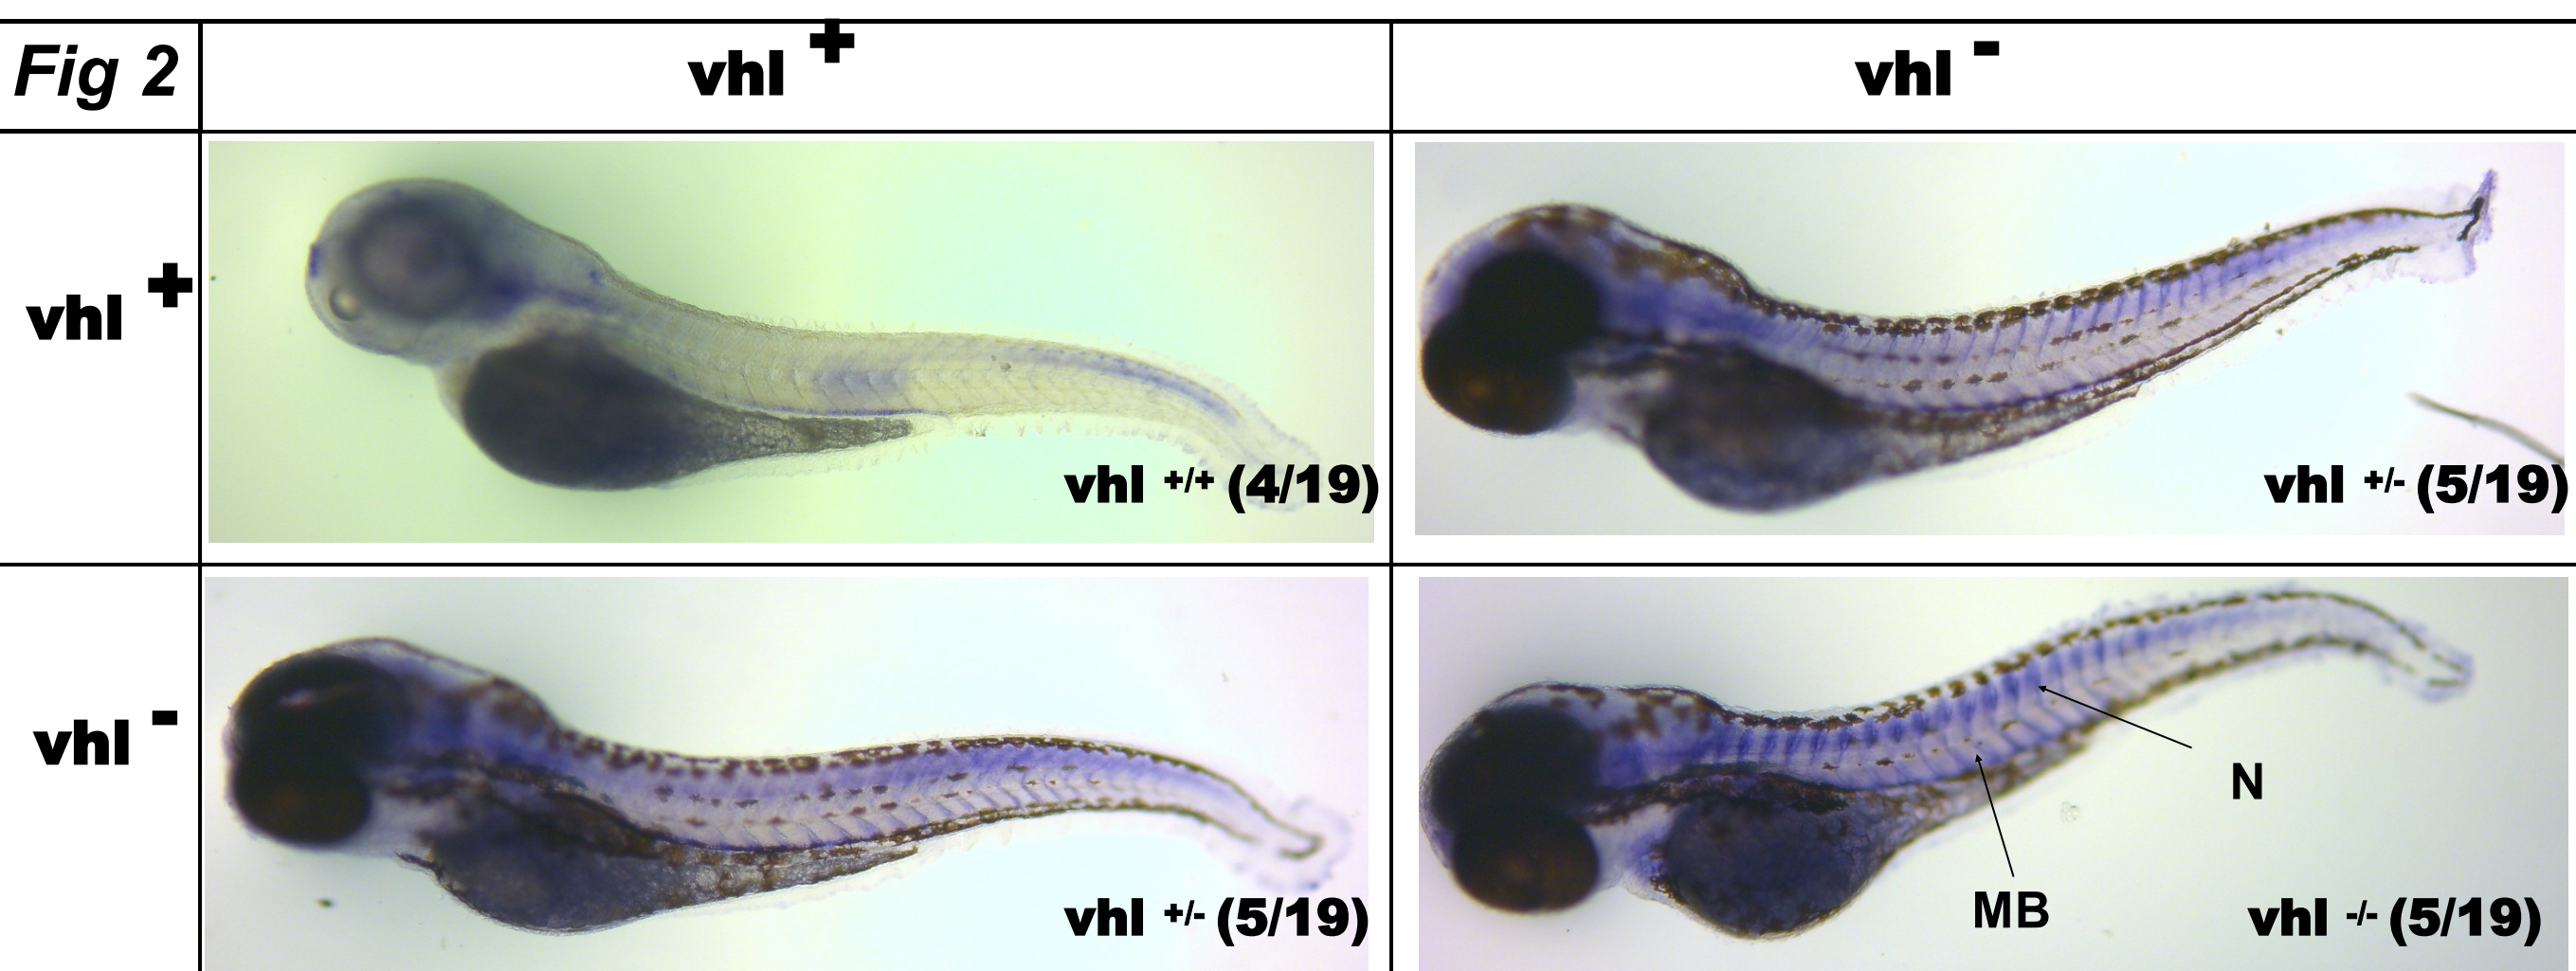 Fig 2
vhl +
vhl -
vhl +
vhl +/+ (4/19)
vhl +/- (5/19)
vhl -
vhl +/- (5/19)
N
MB
vhl -/- (5/19)